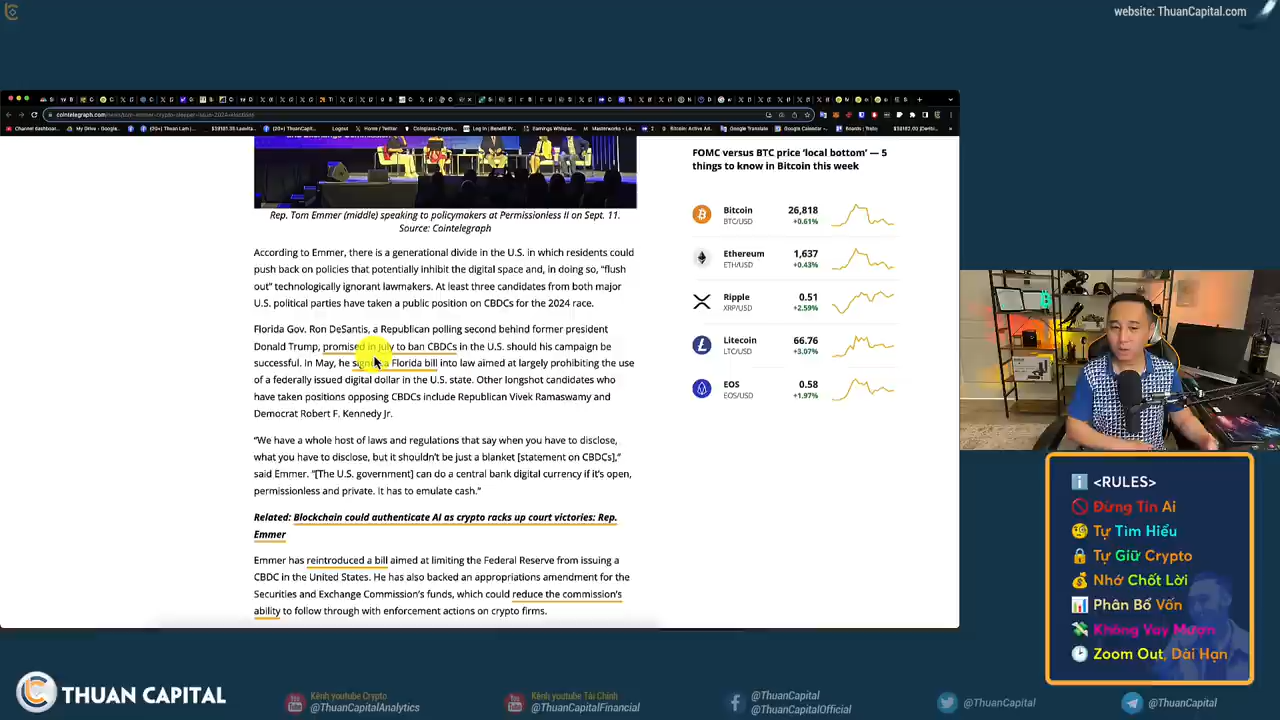 website: ThuanCapital.com
cointelegraph.com/news/tom-emmer-crypto-sleeper-issue-2024-elections
FOMC versus BTC price ‘local bottom’ — 5
things to know in Bitcoin this week
Bitcoin 26,818
BTC/USD +0.61%
Ethereum 1,637
ETH/USD +0.43%
Ripple 0.51
XRP/USD +2.59%
Litecoin 66.76
LTC/USD +3.07%
EOS 0.58
EOS/USD +1.97%
Rep. Tom Emmer (middle) speaking to policymakers at Permissionless II on Sept. 11.
Source: Cointelegraph
According to Emmer, there is a generational divide in the U.S. in which residents could
push back on policies that potentially inhibit the digital space and, in doing so, “flush
out” technologically ignorant lawmakers. At least three candidates from both major
U.S. political parties have taken a public position on CBDCs for the 2024 race.
Florida Gov. Ron DeSantis, a Republican polling second behind former president
Donald Trump, promised in July to ban CBDCs in the U.S. should his campaign be
successful. In May, he signed a Florida bill into law aimed at largely prohibiting the use
of a federally issued digital dollar in the U.S. state. Other longshot candidates who
have taken positions opposing CBDCs include Republican Vivek Ramaswamy and
Democrat Robert F. Kennedy Jr.
“We have a whole host of laws and regulations that say when you have to disclose,
what you have to disclose, but it shouldn’t be just a blanket [statement on CBDCs],”
said Emmer. “[The U.S. government] can do a central bank digital currency if it’s open,
permissionless and private. It has to emulate cash.”
Related: Blockchain could authenticate AI as crypto racks up court victories: Rep.
Emmer
Emmer has reintroduced a bill aimed at limiting the Federal Reserve from issuing a
CBDC in the United States. He has also backed an appropriations amendment for the
Securities and Exchange Commission’s funds, which could reduce the commission’s
ability to follow through with enforcement actions on crypto firms.
<RULES>
Đừng Tin Ai
Tự Tìm Hiểu
Tự Giữ Crypto
Nhớ Chốt Lời
Phân Bổ Vốn
Không Vay Mượn
Zoom Out, Dài Hạn
THUAN CAPITAL
Kênh youtube Crypto
@ThuanCapitalAnalytics
Kênh youtube Tài Chính
@ThuanCapitalFinancial
@ThuanCapital
@ThuanCapitalOfficial
@ThuanCapital
@ThuanCapital